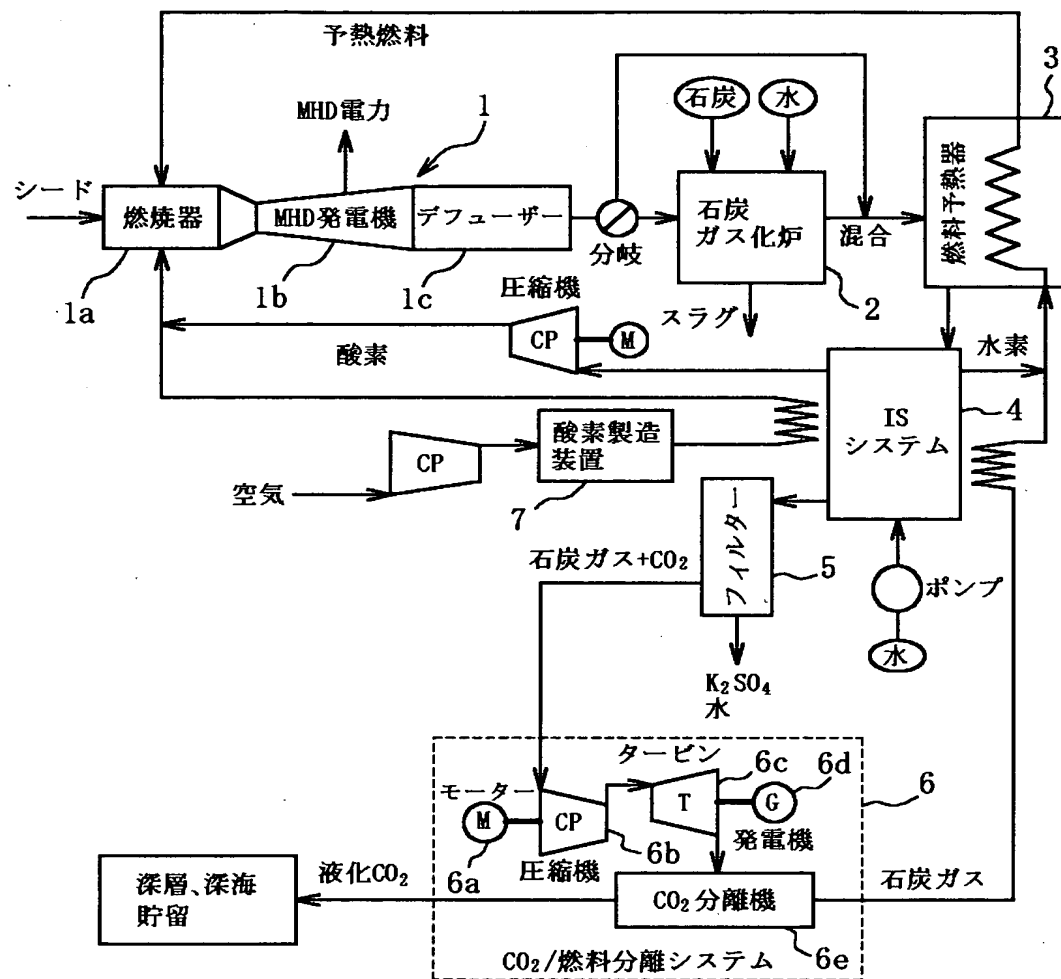 予熱燃料
3
MHD電力
1
石炭
水
シード
燃焼器
MHD発電機
デフューザー
分岐
石炭
ガス化炉
混合
燃料予熱器
1a
1b
1c
圧縮機
スラグ
2
CP
M
酸素
水素
IS
システム
4
CP
酸素製造
装置
空気
7
フィルター
5
石炭ガス+CO₂
ポンプ
水
K₂SO₄
水
タービン
6c
6d
6
モーター
M
CP
T
G
発電機
6a
圧縮機
6b
液化CO₂
石炭ガス
深層、深海
貯留
CO₂分離機
CO₂/燃料分離システム
6e